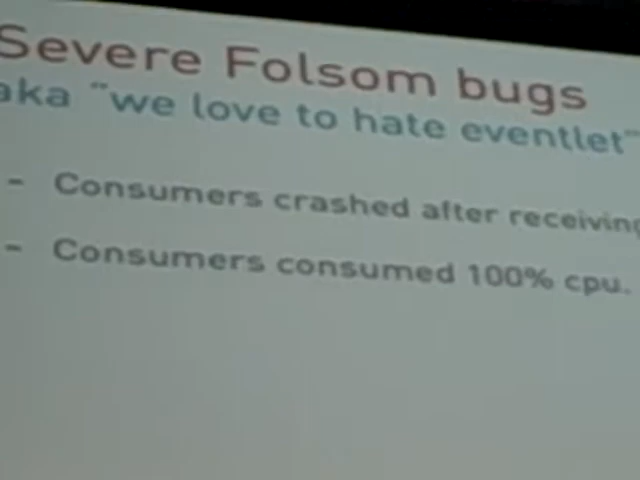 Severe Folsom bugs
aka "we love to hate eventlet"
- Consumers crashed after receiving
- Consumers consumed 100% cpu.